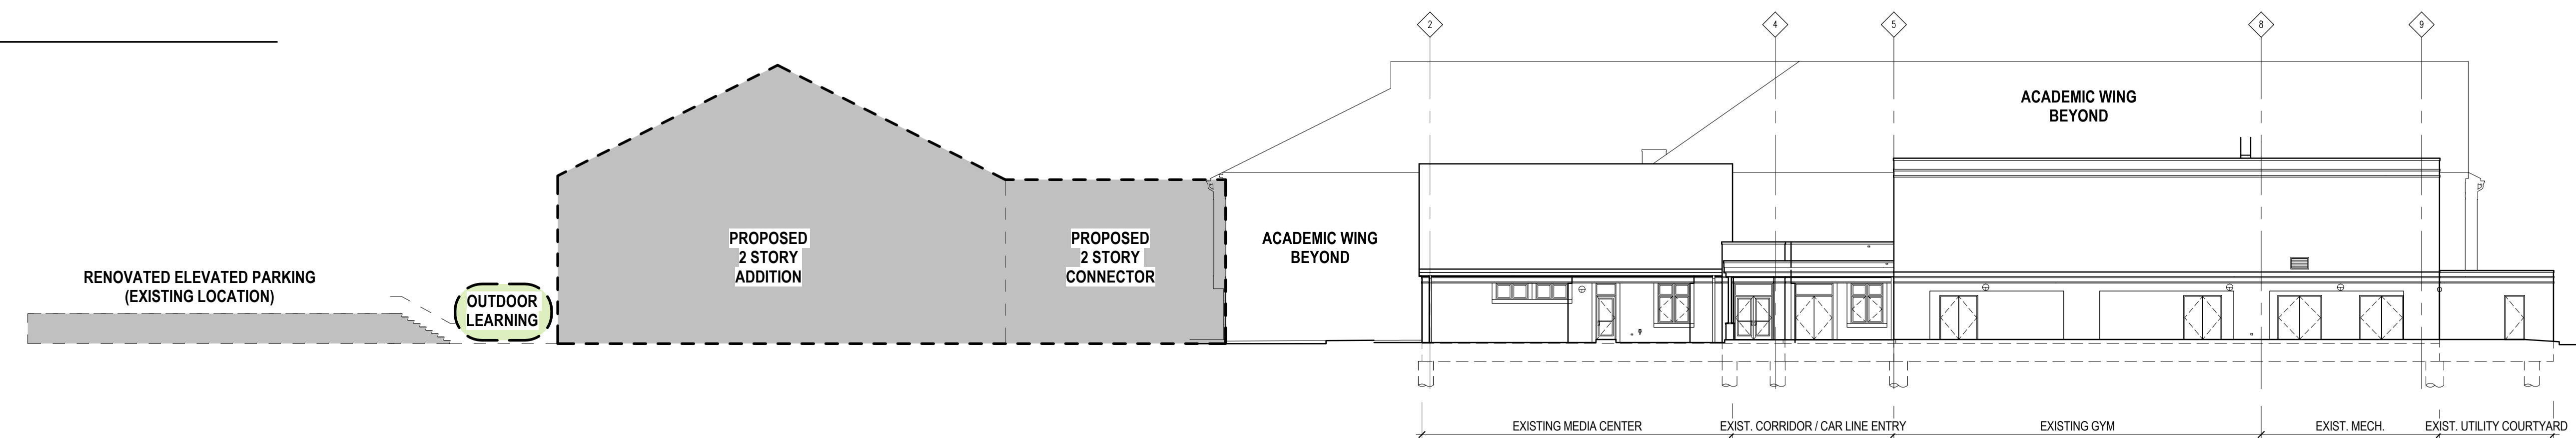 2
4
5
8
9
ACADEMIC WING
BEYOND
PROPOSED
2 STORY
ADDITION
PROPOSED
2 STORY
CONNECTOR
ACADEMIC WING
BEYOND
RENOVATED ELEVATED PARKING
(EXISTING LOCATION)
OUTDOOR
LEARNING
EXISTING MEDIA CENTER
EXIST. CORRIDOR / CAR LINE ENTRY
EXISTING GYM
EXIST. MECH.
EXIST. UTILITY COURTYARD